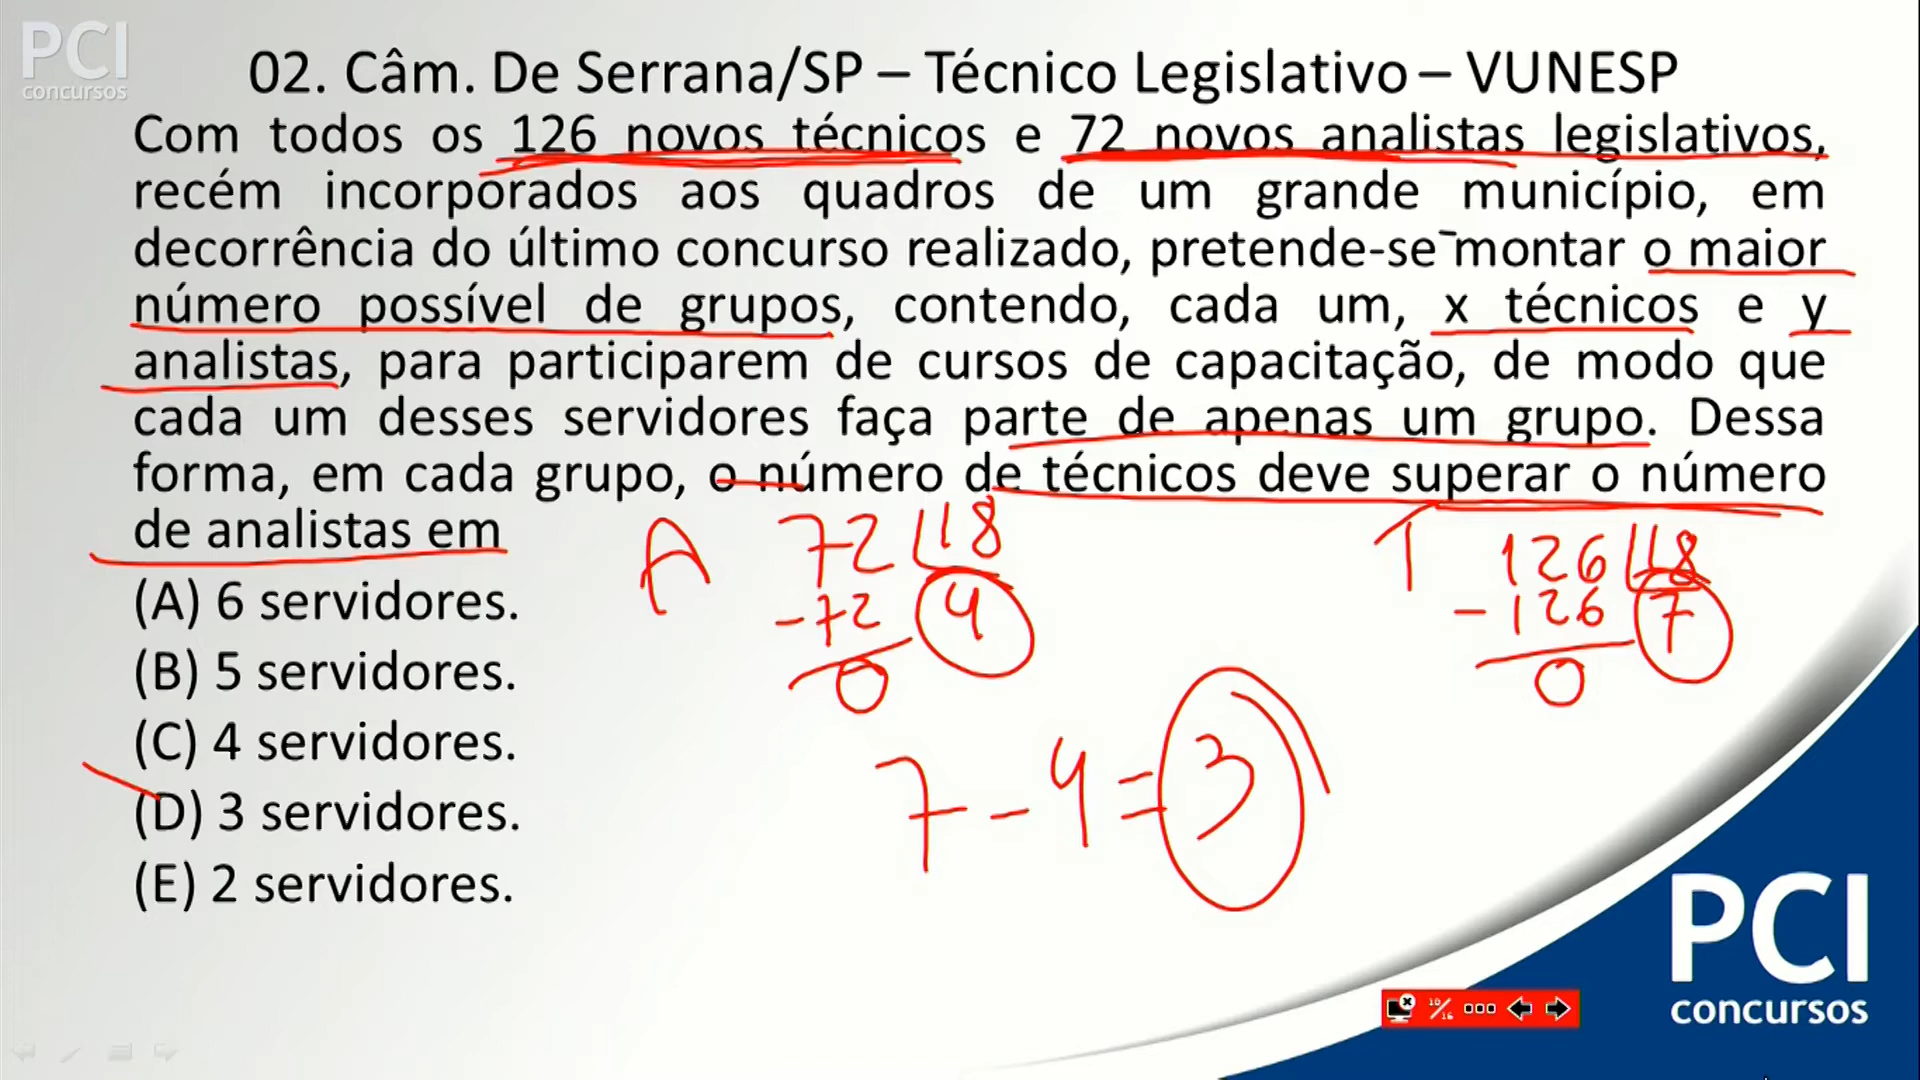 PCI
concursos
02. Câm. De Serrana/SP – Técnico Legislativo – VUNESP
Com todos os 126 novos técnicos e 72 novos analistas legislativos,
recém incorporados aos quadros de um grande município, em
decorrência do último concurso realizado, pretende-se montar o maior
número possível de grupos, contendo, cada um, x técnicos e y
analistas, para participarem de cursos de capacitação, de modo que
cada um desses servidores faça parte de apenas um grupo. Dessa
forma, em cada grupo, o número de técnicos deve superar o número
de analistas em
(A) 6 servidores.
(B) 5 servidores.
(C) 4 servidores.
(D) 3 servidores.
(E) 2 servidores.
A 72 18
-72 4
0
T 126 18
-126 7
0
7 - 4 = 3
PCI
concursos
10/16